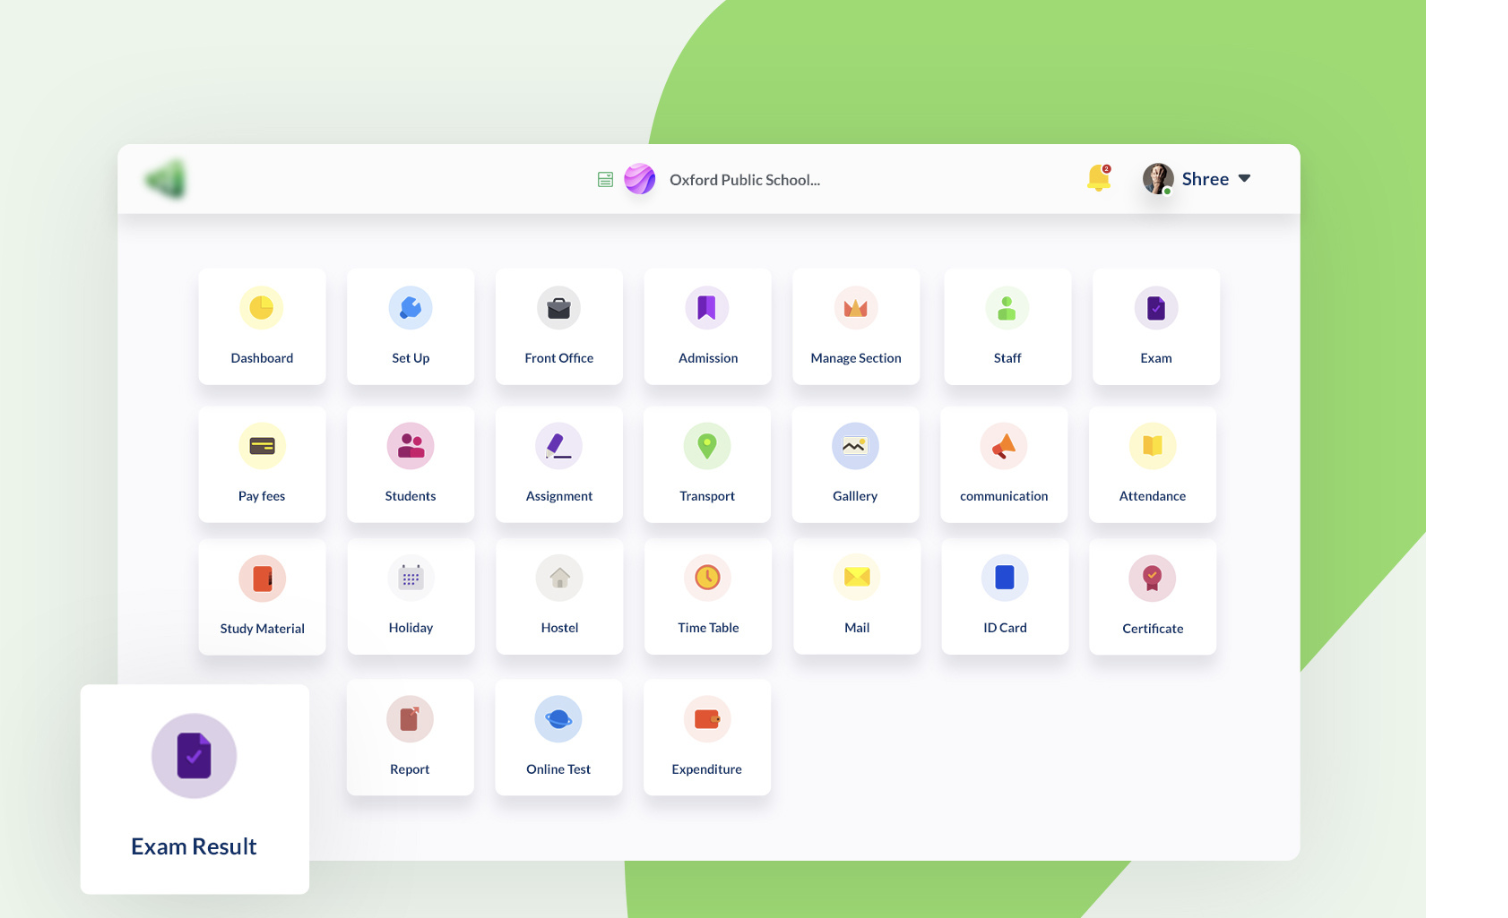 Oxford Public School...
2
Shree
Dashboard
Set Up
Front Office
Admission
Manage Section
Staff
Exam
Pay fees
Students
Assignment
Transport
Galllery
communication
Attendance
Study Material
Holiday
Hostel
Time Table
Mail
ID Card
Certificate
Report
Online Test
Expenditure
Exam Result